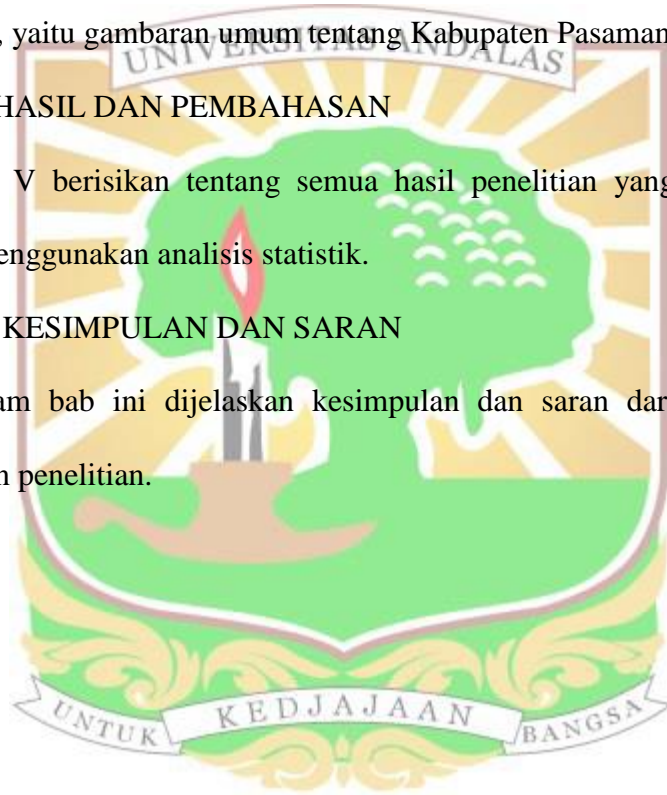 , yaitu gambaran umum tentang Kabupaten Pasaman
UNIVERSITAS ANDALAS
HASIL DAN PEMBAHASAN
V berisikan tentang semua hasil penelitian yang
enggunakan analisis statistik.
KESIMPULAN DAN SARAN
am bab ini dijelaskan kesimpulan dan saran dar
n penelitian.
UNTUK KEDJAJAAN BANGSA